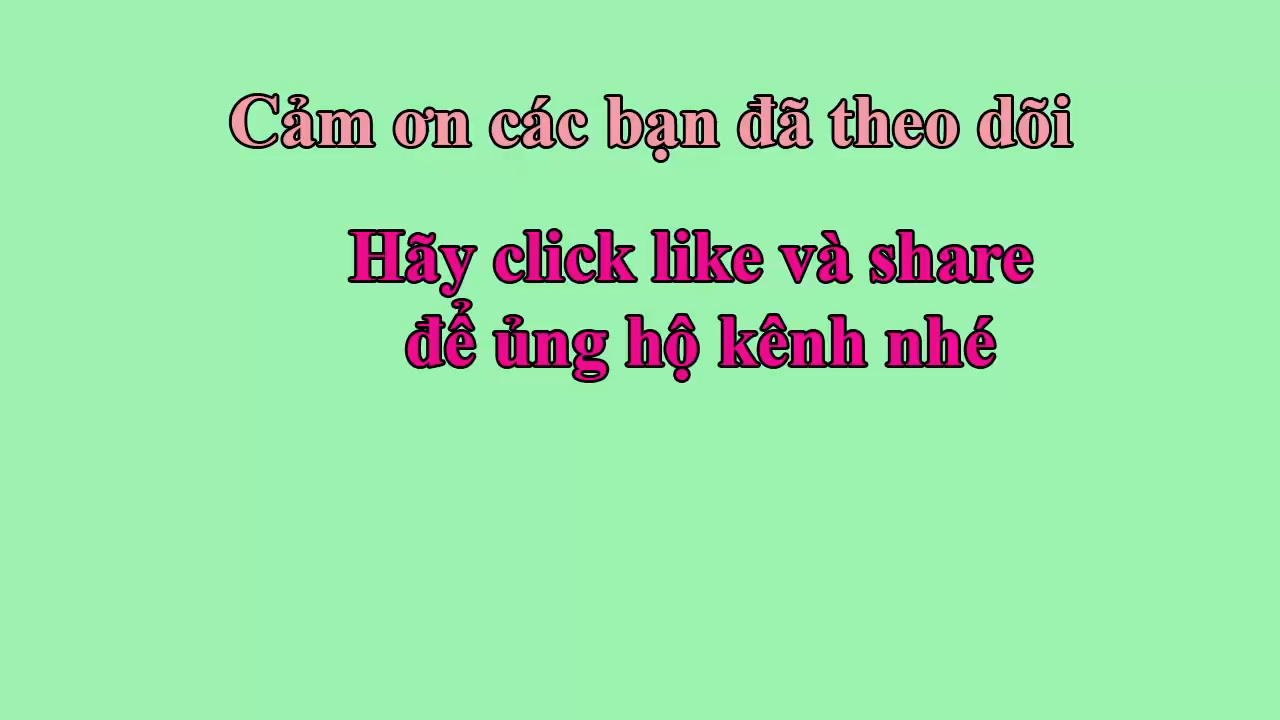 Cảm ơn các bạn đã theo dõi
Hãy click like và share
để ủng hộ kênh nhé